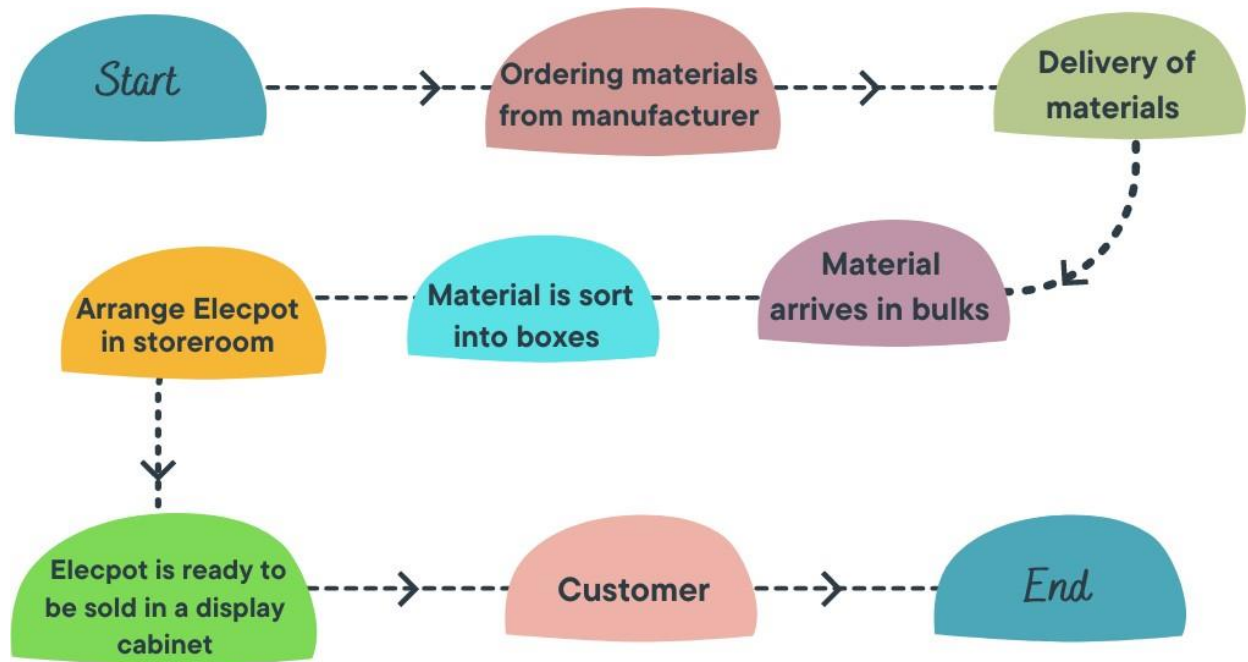 Start
Ordering materials
from manufacturer
Delivery of
materials
Material
arrives in bulks
Material is sort
into boxes
Arrange Elecpot
in storeroom
Elecpot is ready to
be sold in a display
cabinet
Customer
End